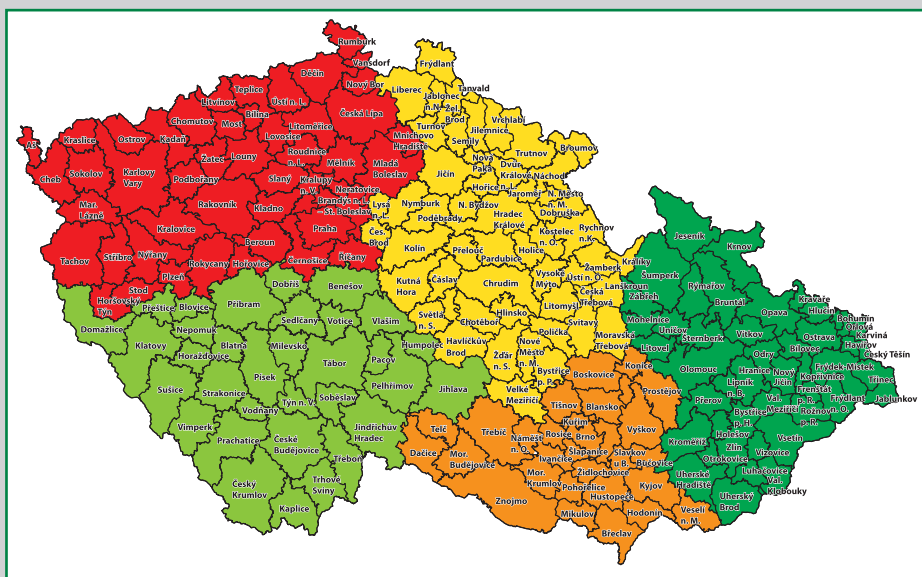 Rumburk
Vansdorf
Děčín
Nový Bor
Teplice
Litvínov
Ústí n. L.
Bílina
Chomutov
Most
Česká Lípa
Litoměřice
Lovosice
Kadaň
Ostrov
Kraslice
Aš
Cheb
Sokolov
Karlovy
Vary
Podbořany
Žatec
Louny
Roudnice
n. L.
Mělník
Mnichovo
Hradiště
Mladá
Boleslav
Slaný
Kralupy
n. V.
Neratovice
Brandýs n. L.
– St. Boleslav
Mar.
Lázně
Rakovník
Kladno
Praha
Kralovice
Beroun
Tachov
Stříbro
Nýřany
Plzeň
Rokycany
Hořovice
Černošice
Říčany
Stod
Horšovský
Týn
Frýdlant
Liberec
Jablonec
n.N.
Tanvald
Žel.
Brod
Turnov
Semily
Jilemnice
Vrchlabí
Trutnov
Broumov
Nová
Paka
Dvůr
Králové
n. L.
Náchod
Jičín
Hořice
Jaroměř
N. Město
n. M.
Dobruška
Lysá
n. L.
Nymburk
Poděbrady
N. Bydžov
Hradec
Králové
Kostelec
n. O.
Rychnov
n.K.
Čes.
Brod
Kolín
Přelouč
Pardubice
Holice
Vysoké
Mýto
Žamberk
Ústí n. O.
Česká
Třebová
Králíky
Lanškroun
Kutná
Hora
Čáslav
Chrudim
Litomyšl
Světlá
n. S.
Chotěboř
Hlinsko
Polička
Svitavy
Moravská
Třebová
Humpolec
Havlíčkův
Brod
Žďár
n. S.
Nové
Město
n. M.
Bystřice
p. P.
Velké
Meziříčí
Domažlice
Přeštice
Blovice
Příbram
Dobříš
Benešov
Klatovy
Nepomuk
Horažďovice
Blatná
Sedlčany
Milevsko
Votice
Vlašim
Sušice
Strakonice
Písek
Tábor
Pacov
Pelhřimov
Jihlava
Vimperk
Vodňany
Týn n. V.
Soběslav
Prachatice
České
Budějovice
Jindřichův
Hradec
Třeboň
Český
Krumlov
Trhové
Sviny
Kaplice
Telč
Dačice
Třebíč
Mor.
Budějovice
Náměšť
n. O.
Boskovice
Konice
Prostějov
Tišnov
Blansko
Kuřim
Rosice
Brno
Vyškov
Ivančice
Šlapanice
Slavkov
u B.
Bučovice
Mor.
Krumlov
Židlochovice
Pohořelice
Hustopeče
Kyjov
Znojmo
Mikulov
Hodonín
Břeclav
Veselí
n. M.
Jeseník
Krnov
Šumperk
Zábřeh
Rýmařov
Bruntál
Opava
Kravaře
Hlučín
Bohumín
Orlová
Karviná
Havířov
Český Těšín
Mohelnice
Uničov
Šternberk
Litovel
Vítkov
Ostrava
Bílovec
Odry
Olomouc
Hranice
Nový
Jičín
Kopřivnice
Frýdek-Místek
Třinec
Jablunkov
Lipník
n. B.
Frenštát
p. R.
Frýdlant
n. O.
Přerov
Bystřice
p. H.
Val.
Meziříčí
Rožnov
p. R.
Kroměříž
Holešov
Zlín
Otrokovice
Vsetín
Vizovice
Luhačovice
Val.
Klobouky
Uherské
Hradiště
Uherský
Brod